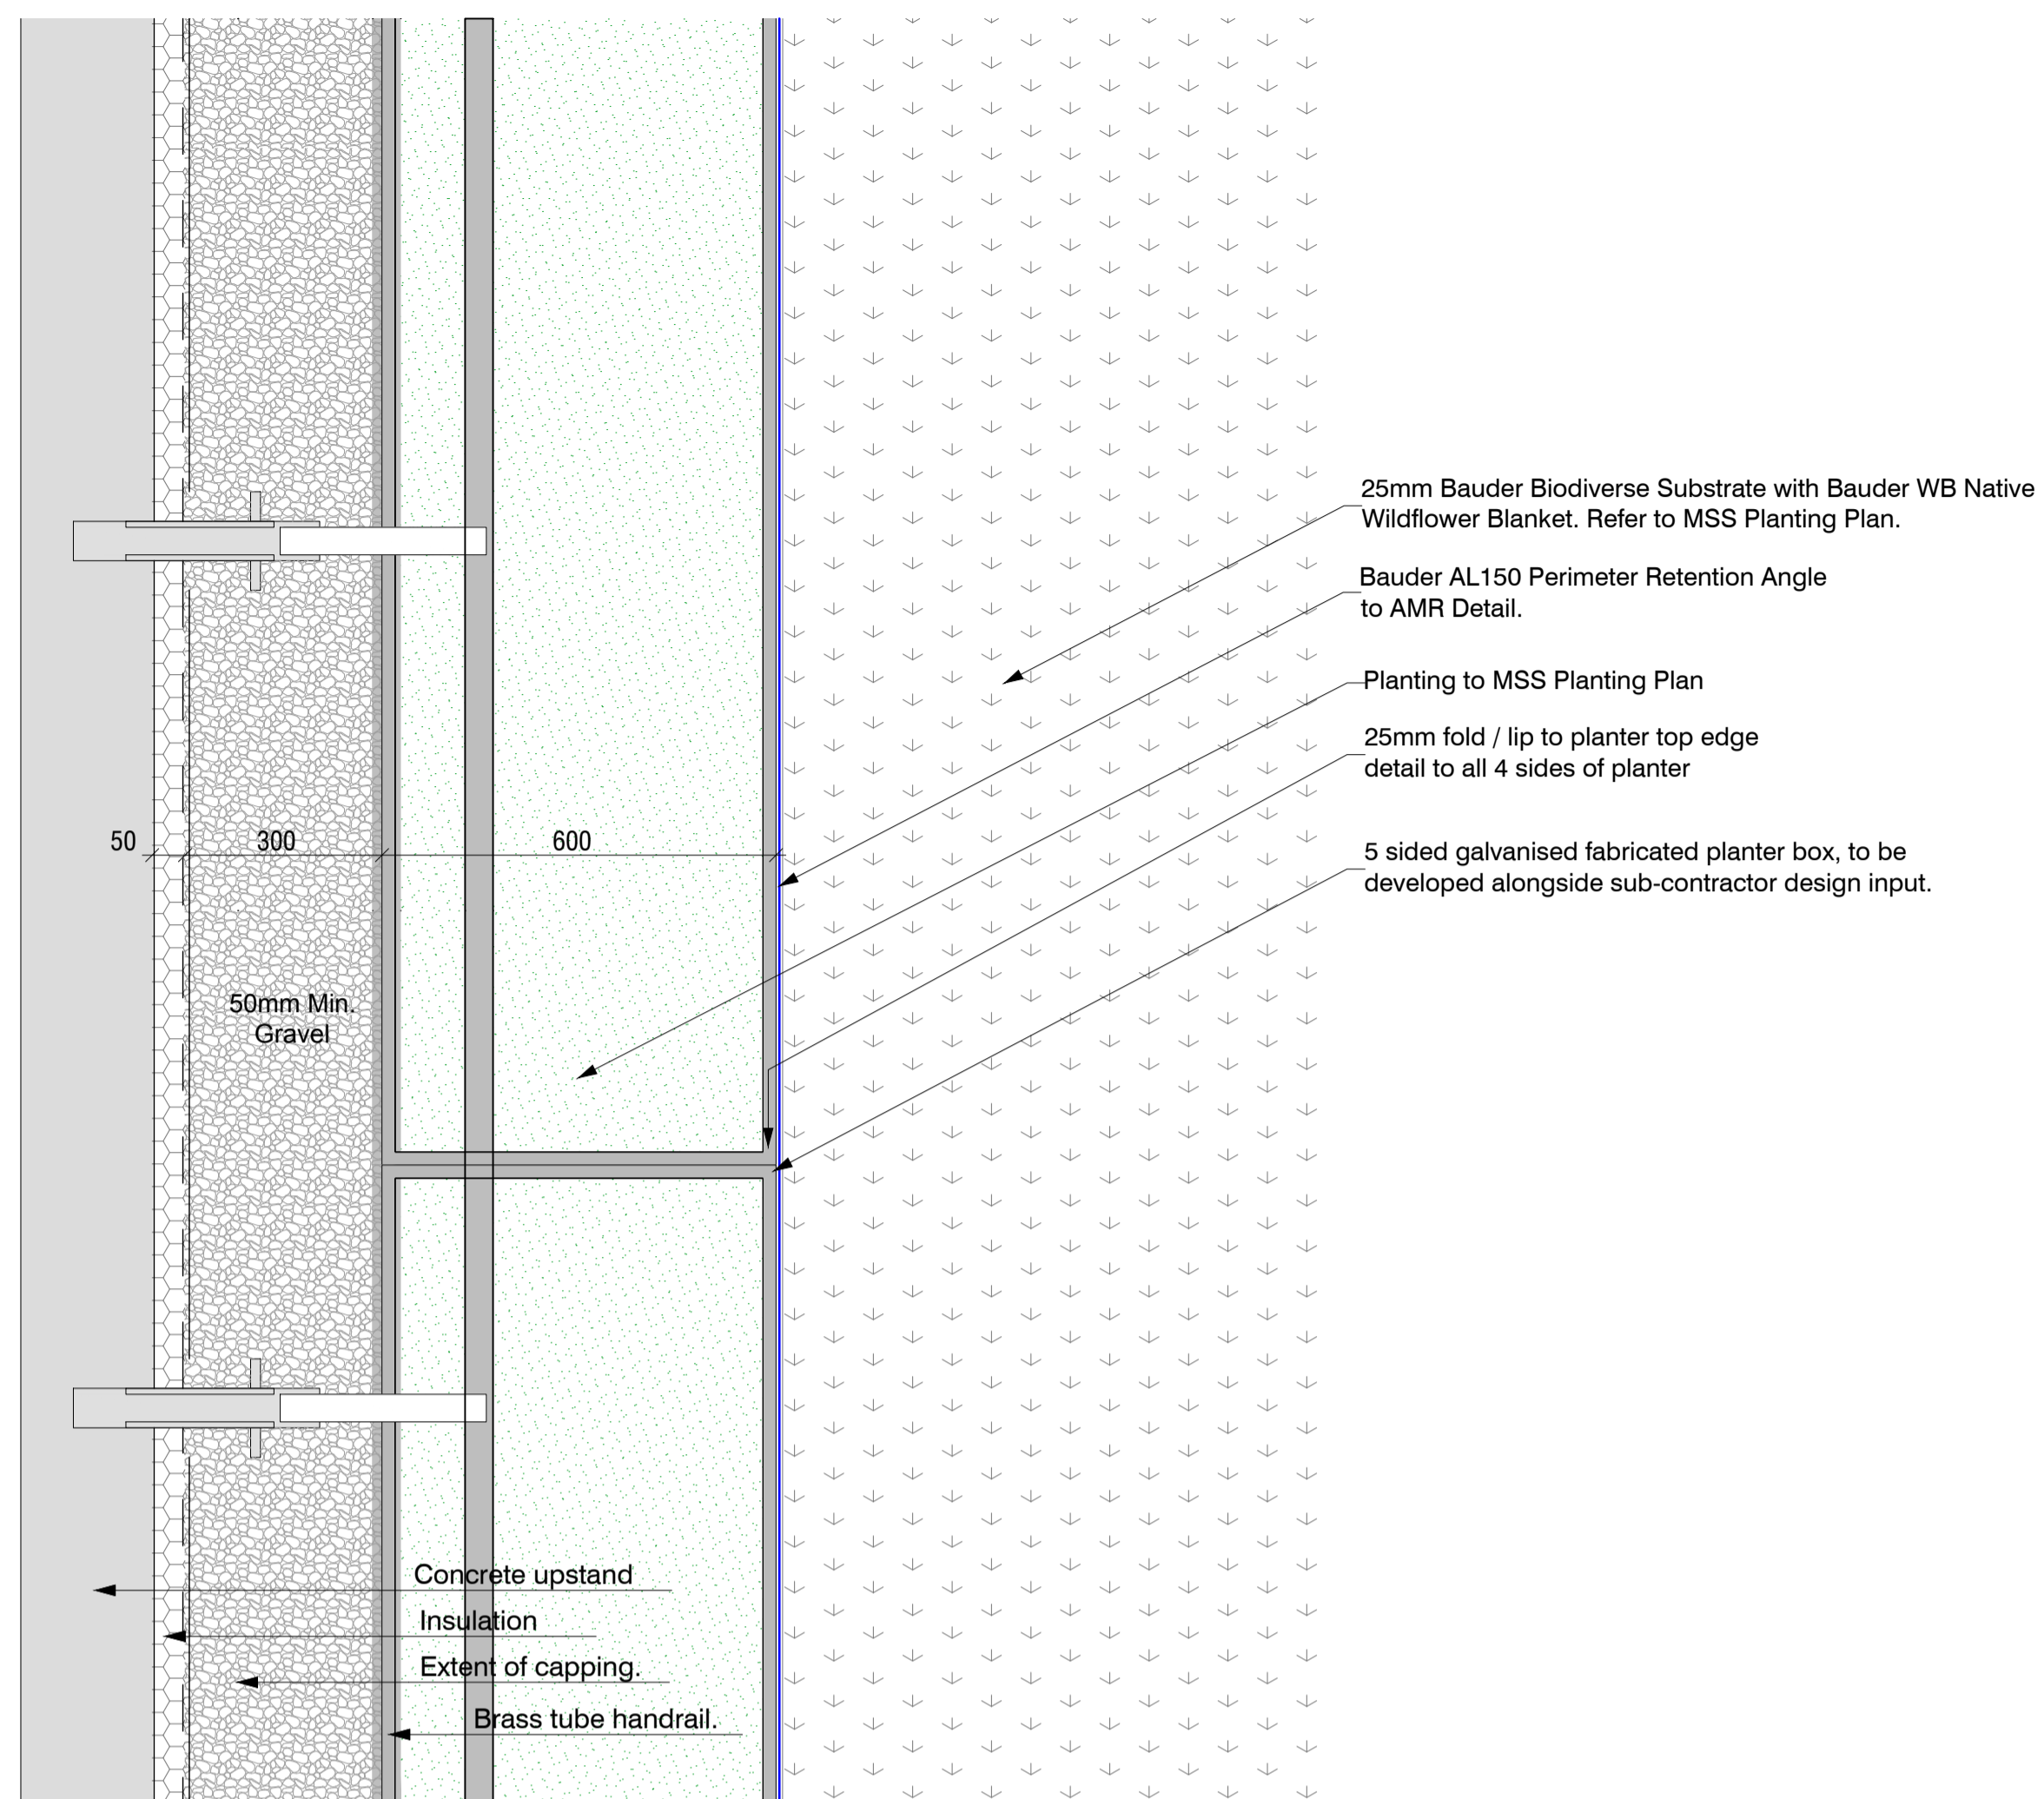 25mm Bauder Biodiverse Substrate with Bauder WB Native
Wildflower Blanket. Refer to MSS Planting Plan.
Bauder AL150 Perimeter Retention Angle
to AMR Detail.
Planting to MSS Planting Plan
25mm fold / lip to planter top edge
detail to all 4 sides of planter
50
300
600
5 sided galvanised fabricated planter box, to be
developed alongside sub-contractor design input.
50mm Min.
Gravel
Concrete upstand
Insulation
Extent of capping.
Brass tube handrail.